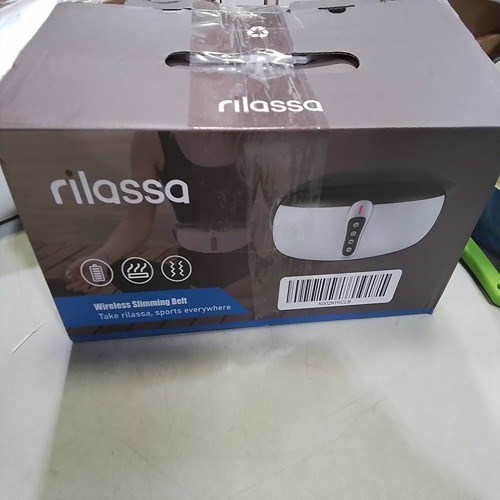 rilassa
rilassa
Wireless Slimming Belt
Take rilassa, sports everywhere